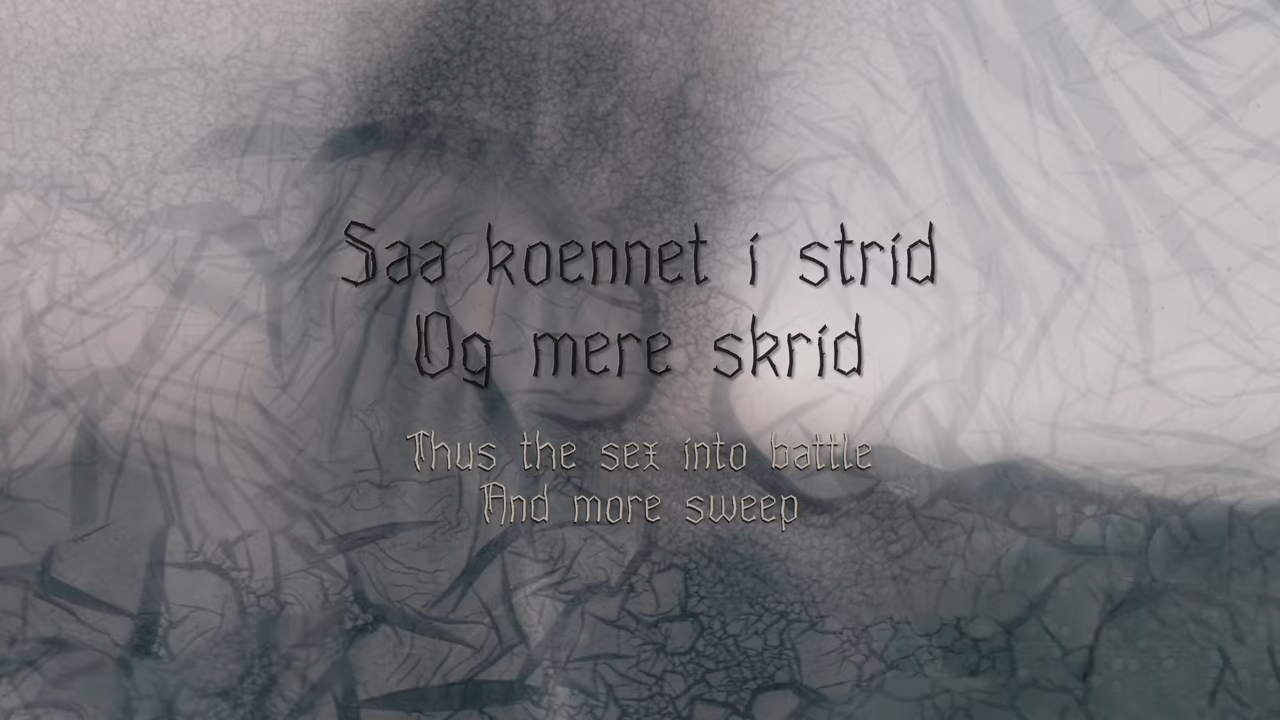 Saa koennet i strid
Og mere skrid
Thus the sex into battle
And more sweep